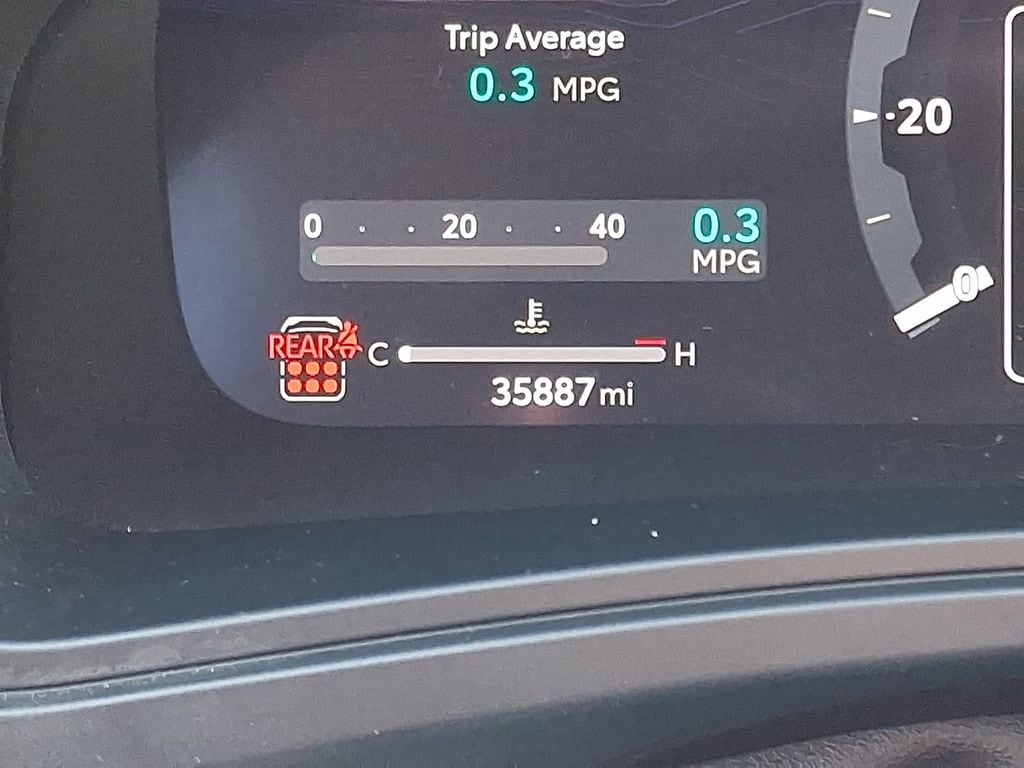 Trip Average
0.3 MPG
20
0 20 40 0.3
MPG
0
REAR
C H
35887 mi